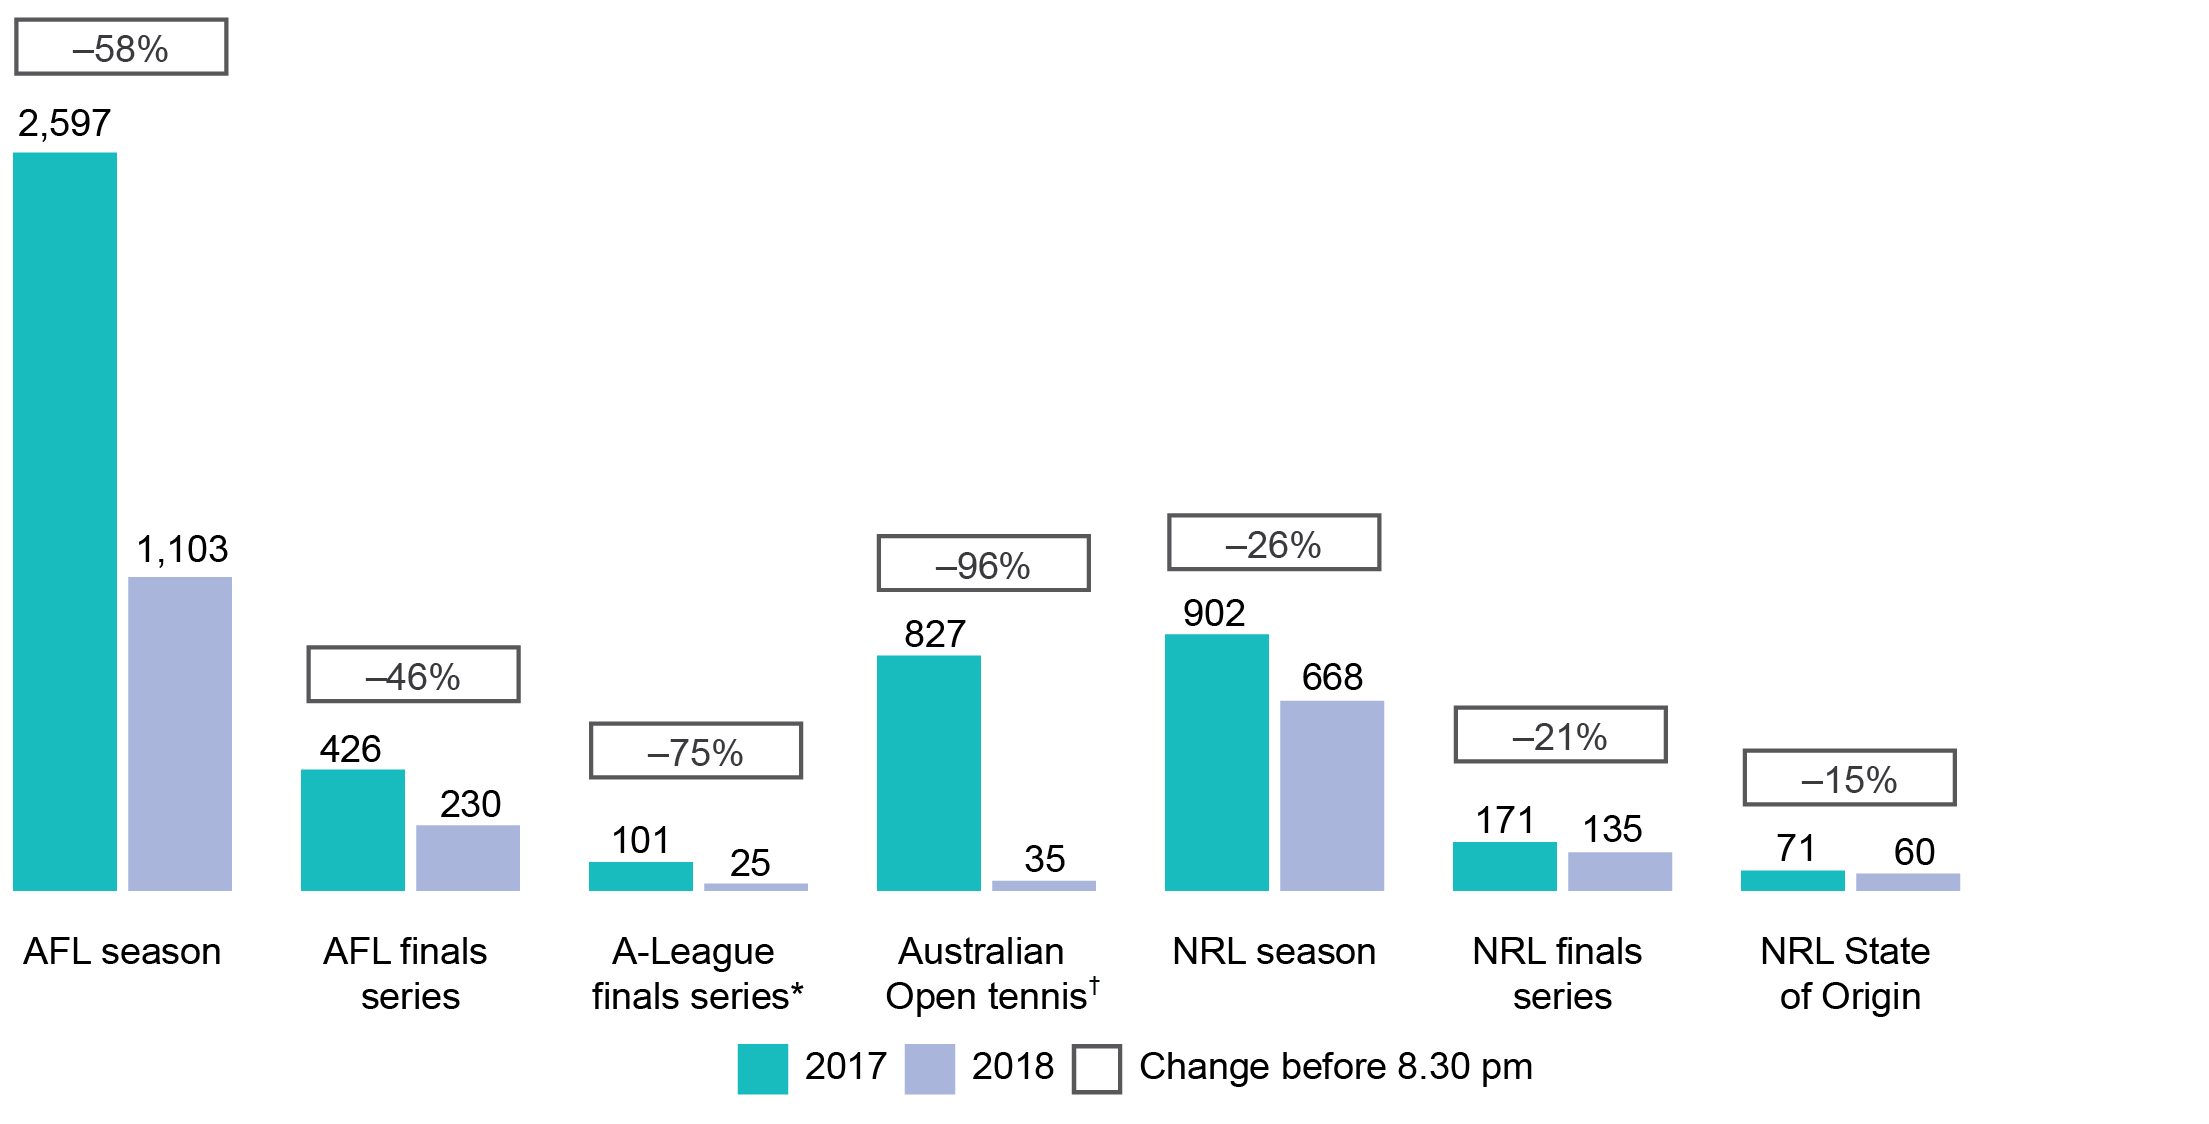 –58%
2,597
1,103
–46%
426
230
–75%
101
25
–96%
827
35
–26%
902
668
–21%
171
135
–15%
71
60
AFL season
AFL finals
series
A-League
finals series*
Australian
Open tennis†
NRL season
NRL finals
series
NRL State
of Origin
2017
2018
Change before 8.30 pm